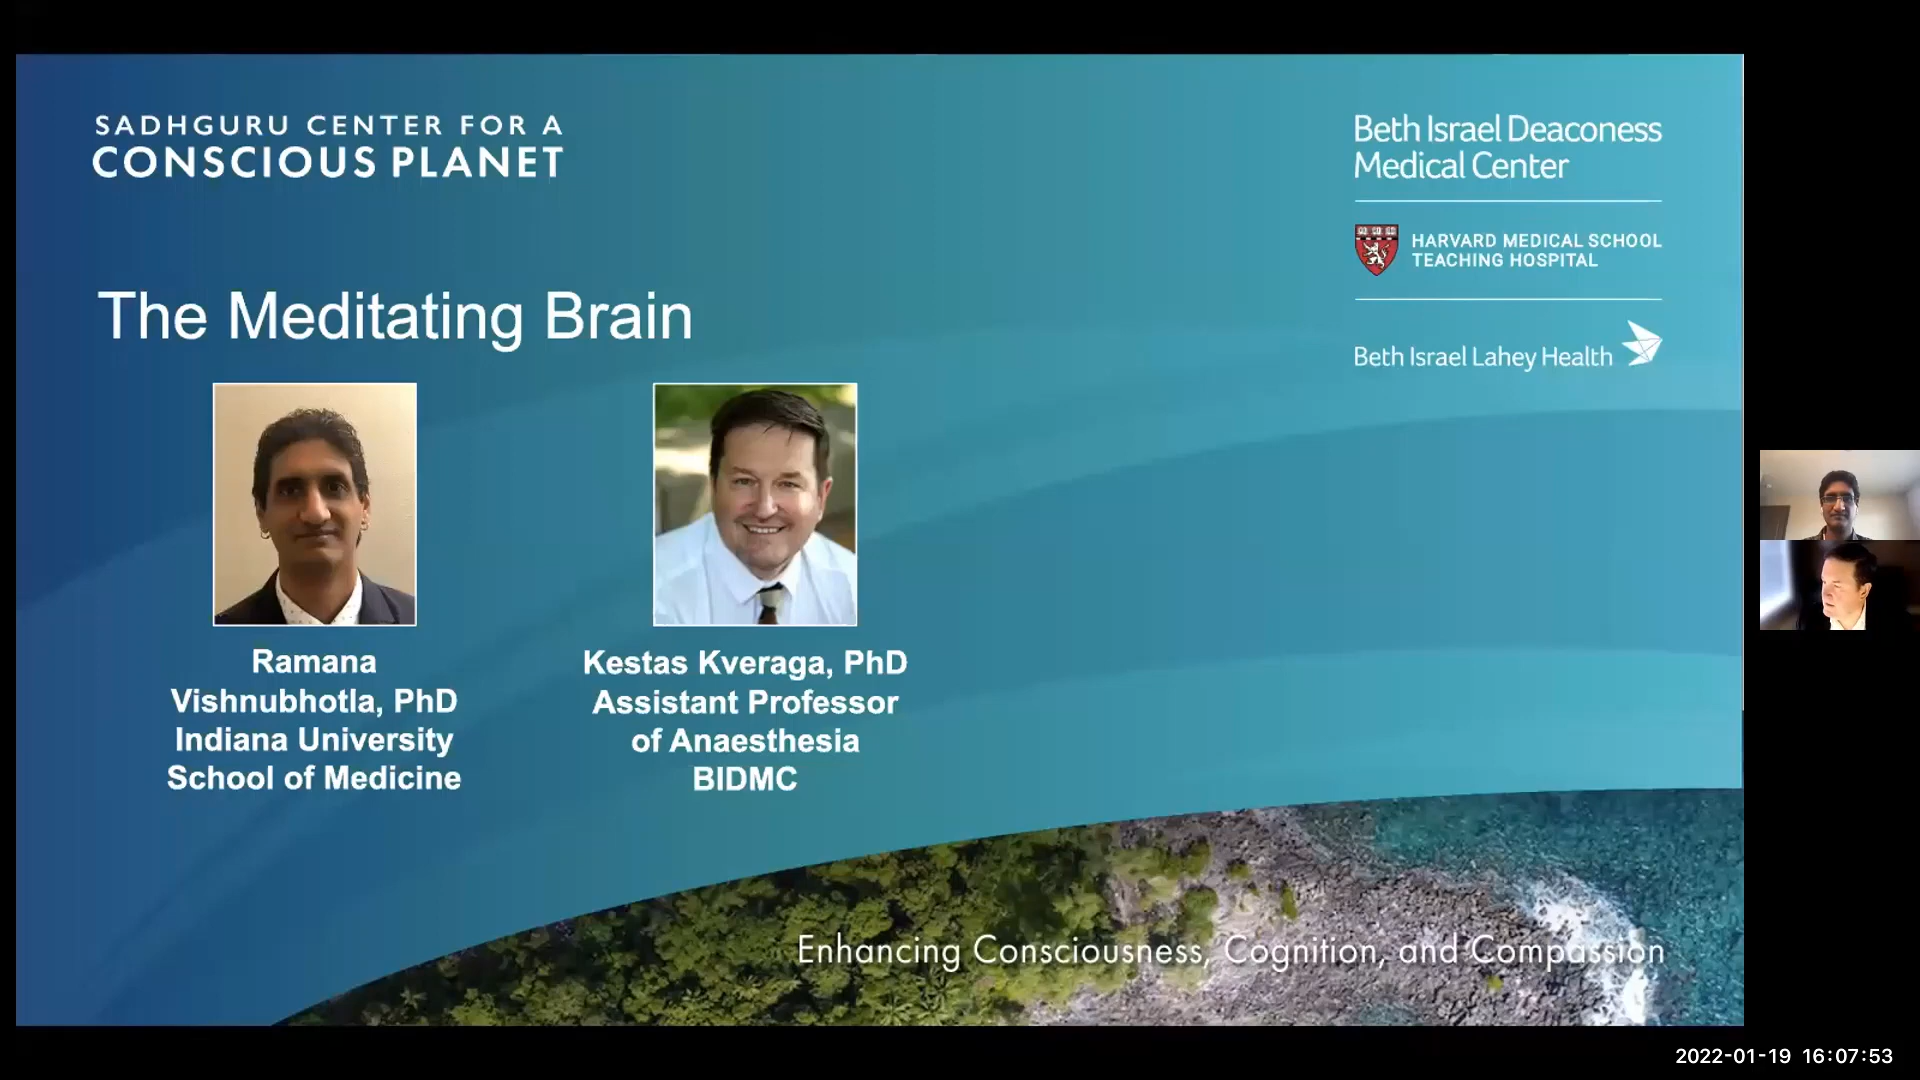 SADHGURU CENTER FOR A
CONSCIOUS PLANET
Beth Israel Deaconess
Medical Center
HARVARD MEDICAL SCHOOL
TEACHING HOSPITAL
Beth Israel Lahey Health
The Meditating Brain
Ramana
Vishnubhotla, PhD
Indiana University
School of Medicine
Kestas Kveraga, PhD
Assistant Professor
of Anaesthesia
BIDMC
Enhancing Consciousness, Cognition, and Compassion
2022-01-19 16:07:53